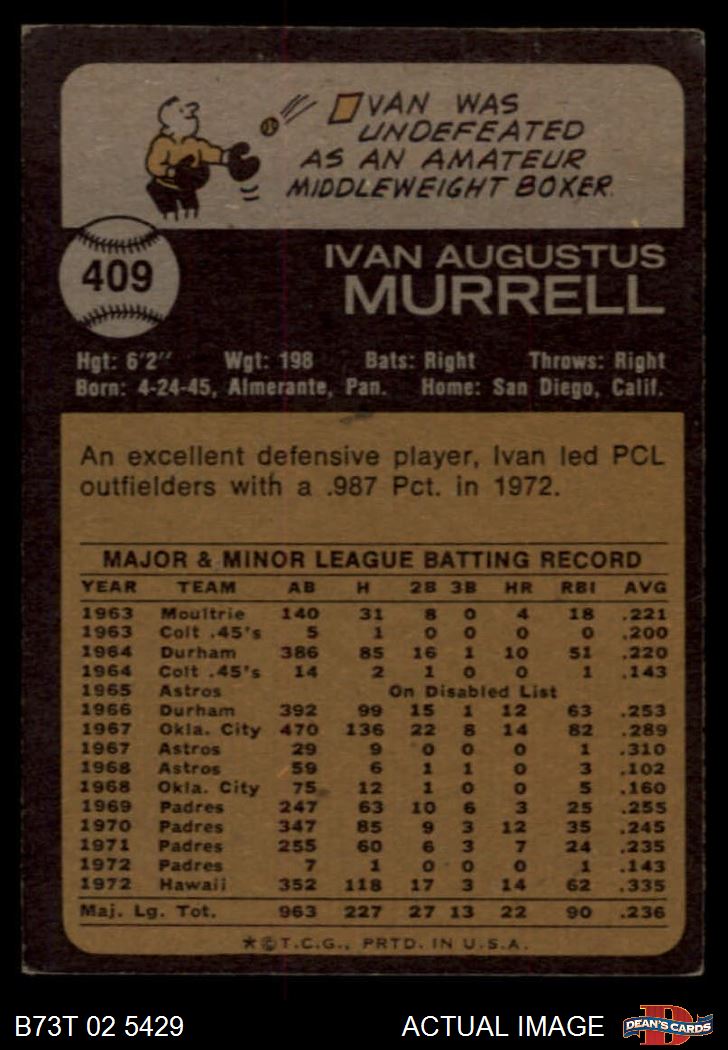 IVAN WAS
UNDEFEATED
AS AN AMATEUR
MIDDLEWEIGHT BOXER.
409
IVAN AUGUSTUS
MURRELL
Hgt: 6'2" Wgt: 198 Bats: Right Throws: Right
Born: 4-24-45, Almerante, Pan. Home: San Diego, Calif.
An excellent defensive player, Ivan led PCL
outfielders with a .987 Pct. in 1972.
MAJOR & MINOR LEAGUE BATTING RECORD
YEAR TEAM AB H 2B 3B HR RBI AVG
1963 Moultrie 140 31 8 0 4 18 .221
1963 Colt .45's 5 1 0 0 0 0 .200
1964 Durham 386 85 16 1 10 51 .220
1964 Colt .45's 14 2 1 0 0 1 .143
1965 Astros On Disabled List
1966 Durham 392 99 15 1 12 63 .253
1967 Okla. City 470 136 22 8 14 82 .289
1967 Astros 29 9 0 0 0 1 .310
1968 Astros 59 6 1 1 0 3 .102
1968 Okla. City 75 12 1 0 0 5 .160
1969 Padres 247 63 10 6 3 25 .255
1970 Padres 347 85 9 3 12 35 .245
1971 Padres 255 60 6 3 7 24 .235
1972 Padres 7 1 0 0 0 1 .143
1972 Hawaii 352 118 17 3 14 62 .335
Maj. Lg. Tot. 963 227 27 13 22 90 .236
*©T.C.G., PRTD. IN U.S.A.
B73T 02 5429 ACTUAL IMAGE DEAN'S CARDS